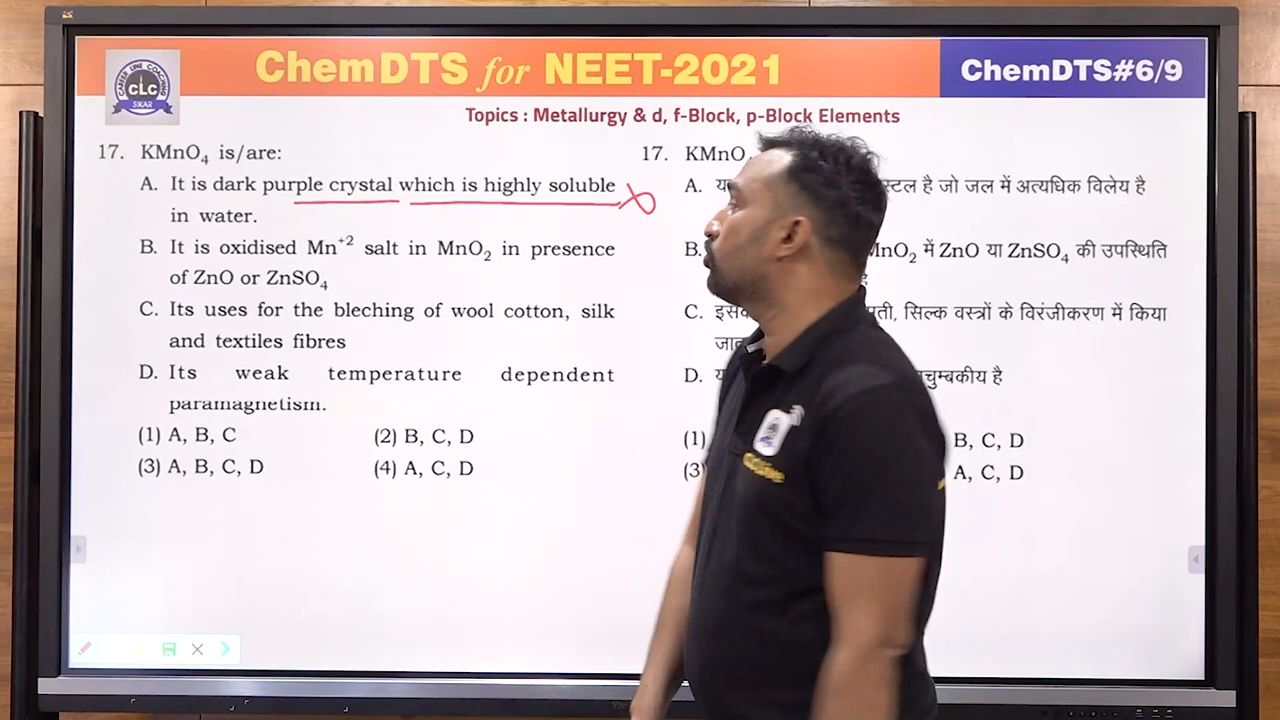 CAREER LINE COACHING
CLC
SIKAR
ChemDTS for NEET-2021
ChemDTS#6/9
Topics : Metallurgy & d, f-Block, p-Block Elements
17. KMnO₄ is/are:
A. It is dark purple crystal which is highly soluble
in water.
B. It is oxidised Mn⁺² salt in MnO₂ in presence
of ZnO or ZnSO₄
C. Its uses for the bleching of wool cotton, silk
and textiles fibres
D. Its weak temperature dependent
paramagnetism.
(1) A, B, C (2) B, C, D
(3) A, B, C, D (4) A, C, D
17. KMnO
A. है जो जल में अत्यधिक विलेय है
B. MnO₂ में ZnO या ZnSO₄ की उपस्थिति
C. सिल्क वस्त्रों के विरंजीकरण में किया
D. है
(1) B, C, D
(3) A, C, D